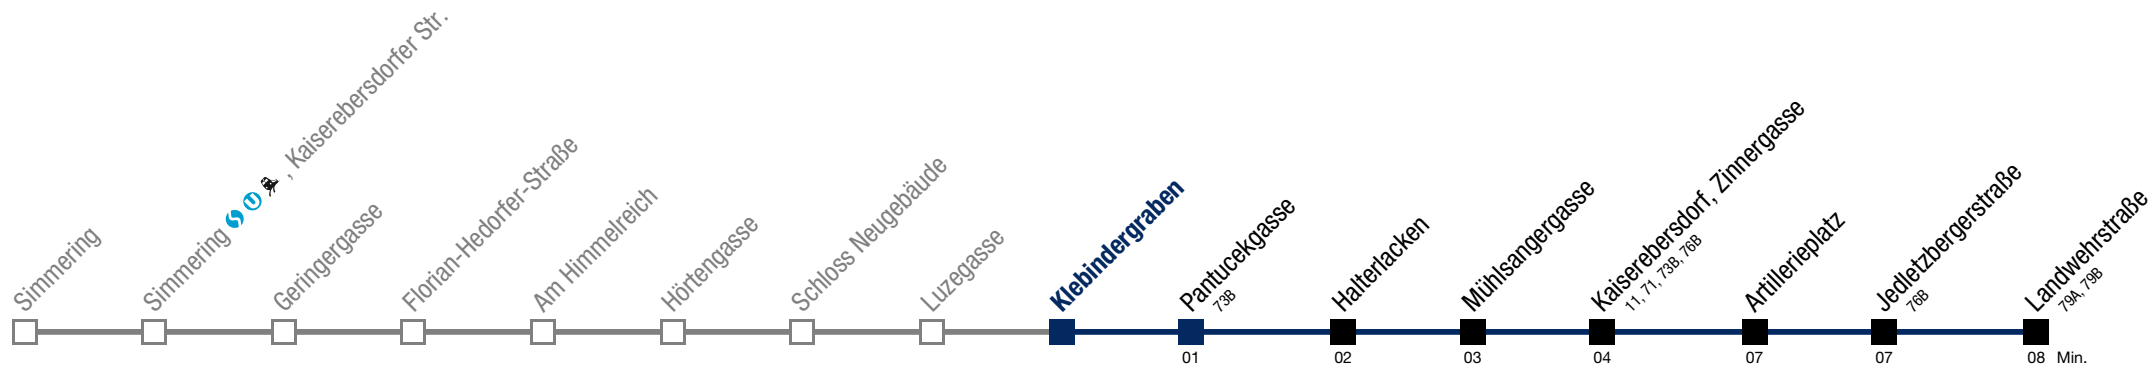 Simmering
Simmering S U , Kaiserebersdorfer Str.
Geringergasse
Florian-Hedorfer-Straße
Am Himmelreich
Hörtengasse
Schloss Neugebäude
Luzegasse
Klebindergraben
Pantucekgasse
73B
Halterlacken
Mühlsangergasse
Kaiserebersdorf, Zinnergasse
11, 71, 73B, 76B
Artillerieplatz
Jedletzbergerstraße
76B
Landwehrstraße
79A, 79B
01 02 03 04 07 07 08 Min.